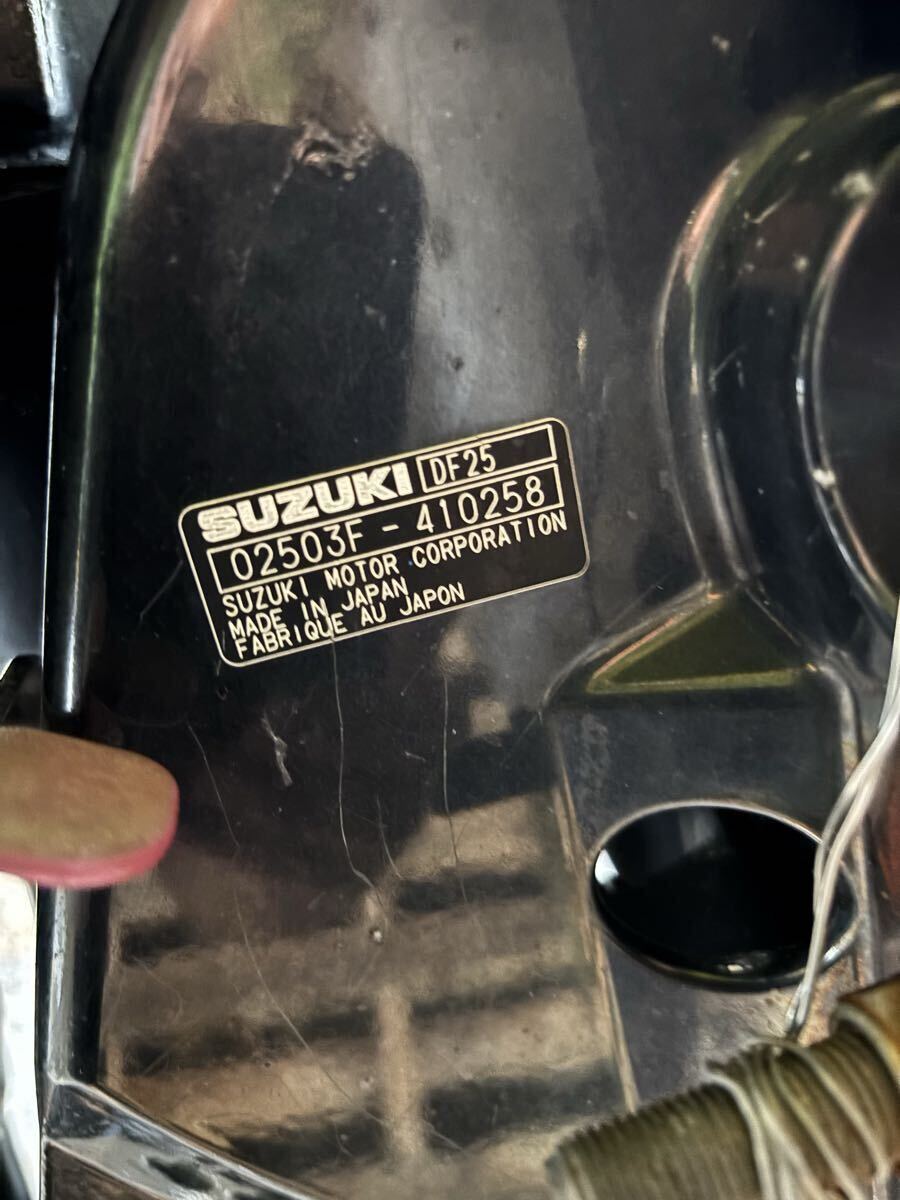 SUZUKI DF25
02503F - 410258
SUZUKI MOTOR CORPORATION
MADE IN JAPAN
FABRIQUE AU JAPON